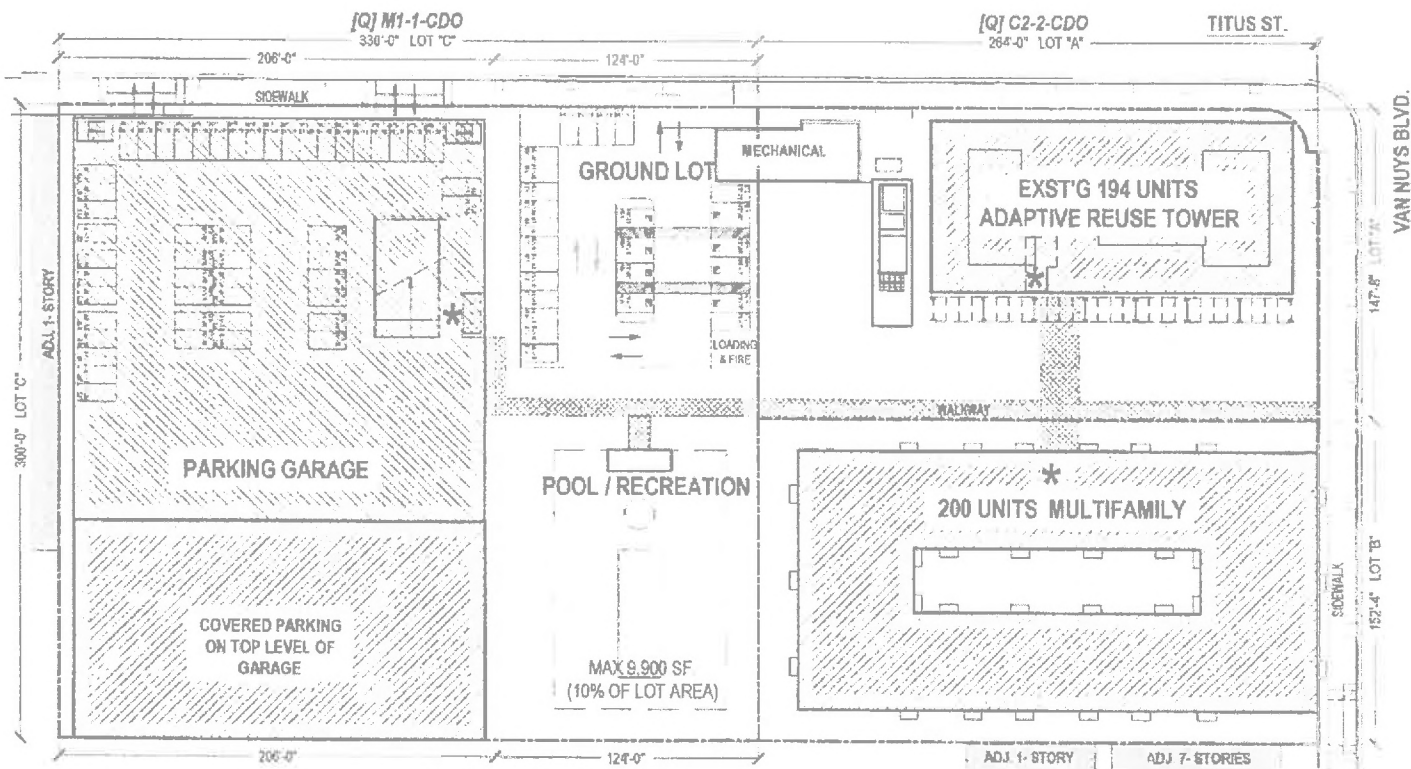 [Q] M1-1-CDO
330'-0" LOT "C"
[Q] C2-2-CDO
264'-0" LOT "A"
TITUS ST.
206'-0"
124'-0"
SIDEWALK
VAN NUYS BLVD.
MECHANICAL
GROUND LOT
EXST'G 194 UNITS
ADAPTIVE REUSE TOWER
147'-8" LOT "A"
ADJ. 1- STORY
LOADING
& FIRE
300'-0" LOT "C"
WALKWAY
PARKING GARAGE
POOL / RECREATION
200 UNITS MULTIFAMILY
SIDEWALK
152'-4" LOT "B"
COVERED PARKING
ON TOP LEVEL OF
GARAGE
MAX 9,900 SF
(10% OF LOT AREA)
206'-0"
124'-0"
ADJ. 1- STORY
ADJ. 7- STORIES